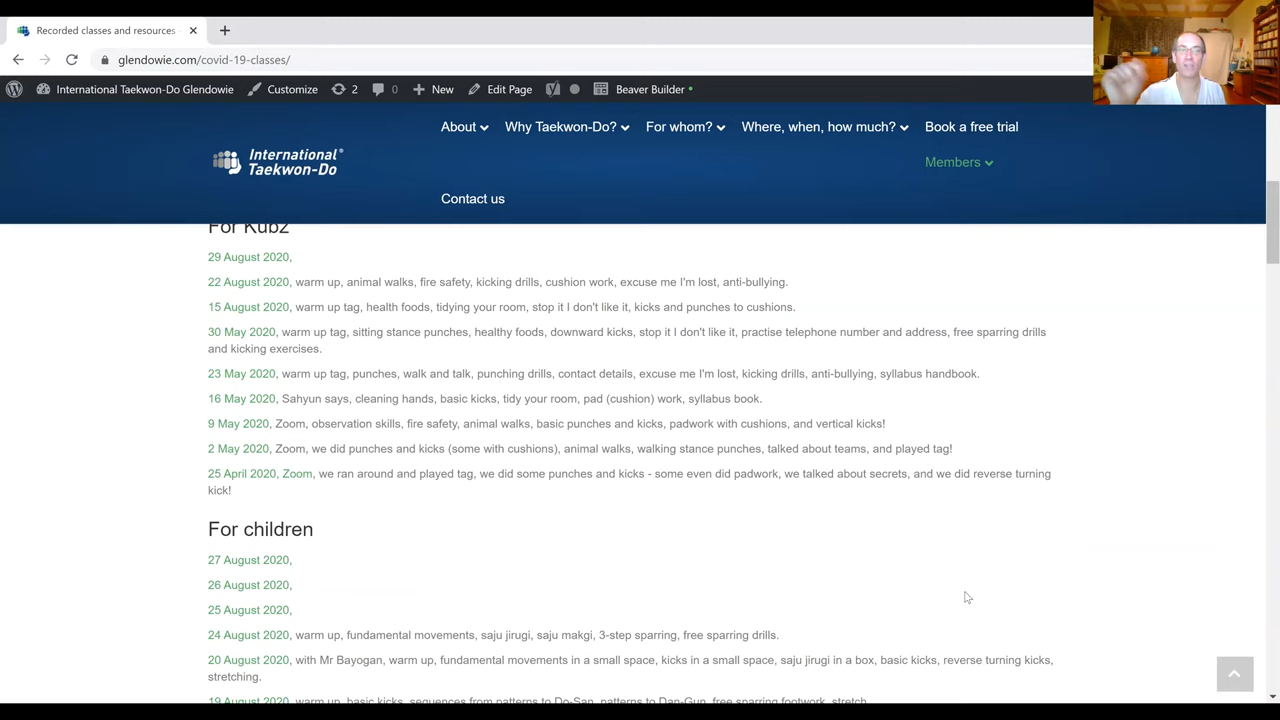 Recorded classes and resources
glendowie.com/covid-19-classes/
International Taekwon-Do Glendowie Customize 2 0 New Edit Page Beaver Builder
About Why Taekwon-Do? For whom? Where, when, how much? Book a free trial
International Taekwon-Do
Members
Contact us
For Kubz
29 August 2020,
22 August 2020, warm up, animal walks, fire safety, kicking drills, cushion work, excuse me I'm lost, anti-bullying.
15 August 2020, warm up tag, health foods, tidying your room, stop it I don't like it, kicks and punches to cushions.
30 May 2020, warm up tag, sitting stance punches, healthy foods, downward kicks, stop it I don't like it, practise telephone number and address, free sparring drills
and kicking exercises.
23 May 2020, warm up tag, punches, walk and talk, punching drills, contact details, excuse me I'm lost, kicking drills, anti-bullying, syllabus handbook.
16 May 2020, Sahyun says, cleaning hands, basic kicks, tidy your room, pad (cushion) work, syllabus book.
9 May 2020, Zoom, observation skills, fire safety, animal walks, basic punches and kicks, padwork with cushions, and vertical kicks!
2 May 2020, Zoom, we did punches and kicks (some with cushions), animal walks, walking stance punches, talked about teams, and played tag!
25 April 2020, Zoom, we ran around and played tag, we did some punches and kicks - some even did padwork, we talked about secrets, and we did reverse turning
kick!
For children
27 August 2020,
26 August 2020,
25 August 2020,
24 August 2020, warm up, fundamental movements, saju jirugi, saju makgi, 3-step sparring, free sparring drills.
20 August 2020, with Mr Bayogan, warm up, fundamental movements in a small space, kicks in a small space, saju jirugi in a box, basic kicks, reverse turning kicks,
stretching.
19 August 2020, warm up, basic kicks, sequences from patterns to Do-San, patterns to Dan-Gun, free sparring footwork, stretch.